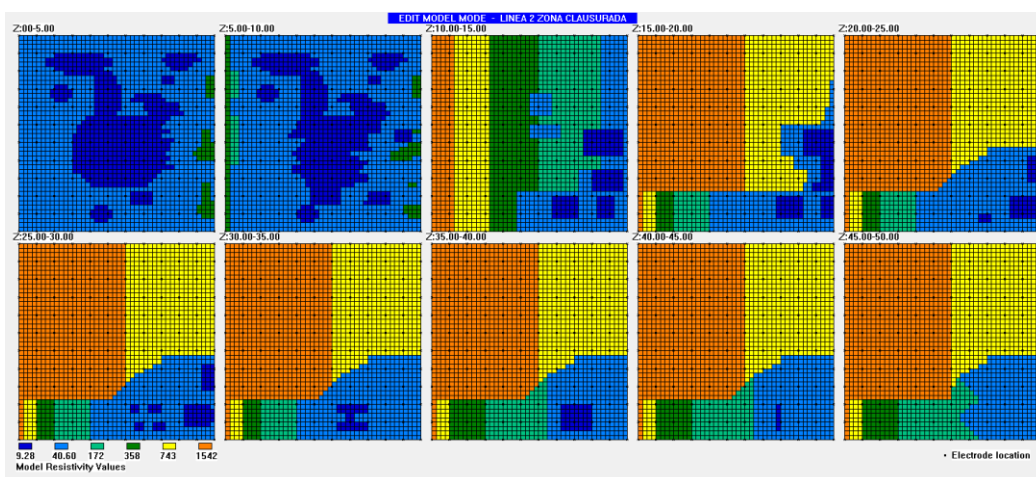 EDIT MODEL MODE - LINEA 2 ZONA CLAUSURADA
Z:00-5.00 Z:5.00-10.00 Z:10.00-15.00 Z:15.00-20.00 Z:20.00-25.00
Z:25.00-30.00 Z:30.00-35.00 Z:35.00-40.00 Z:40.00-45.00 Z:45.00-50.00
9.28 40.60 172 358 743 1542
• Electrode location
Model Resistivity Values